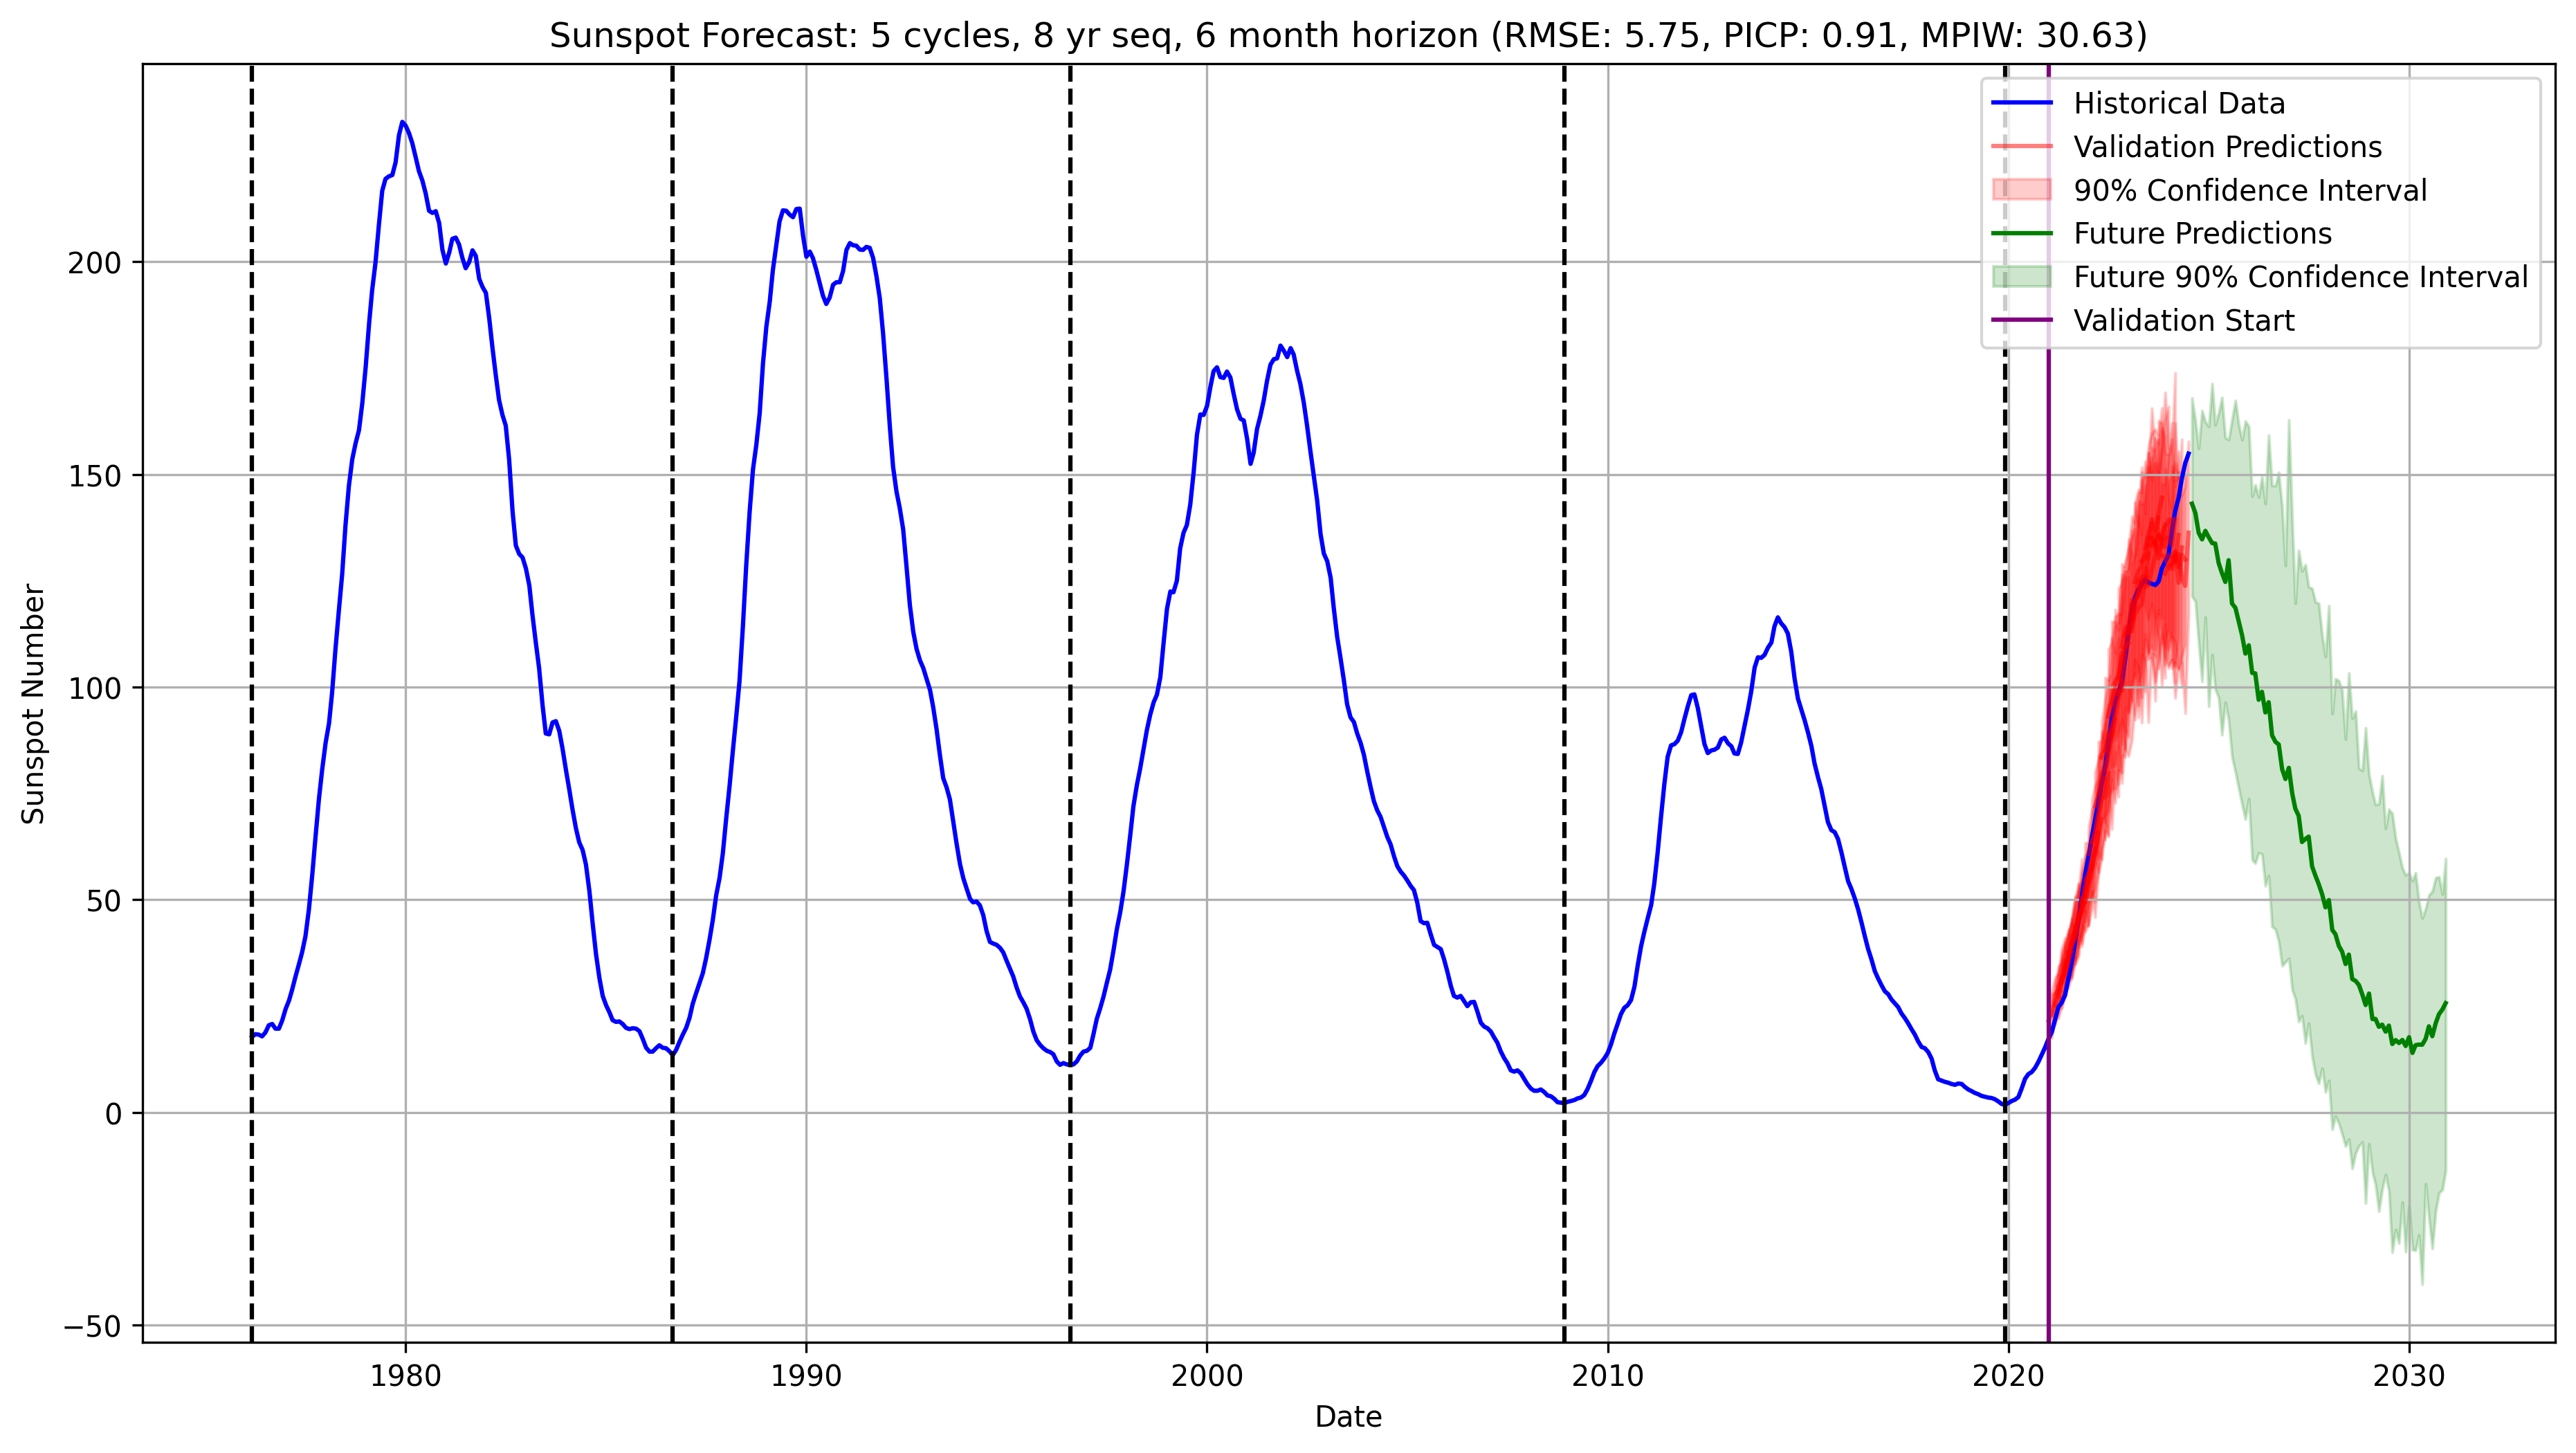 Sunspot Forecast: 5 cycles, 8 yr seq, 6 month horizon (RMSE: 5.75, PICP: 0.91, MPIW: 30.63)
Historical Data
Validation Predictions
90% Confidence Interval
Future Predictions
Future 90% Confidence Interval
Validation Start
Sunspot Number
200
150
100
50
0
−50
1980
1990
2000
2010
2020
2030
Date